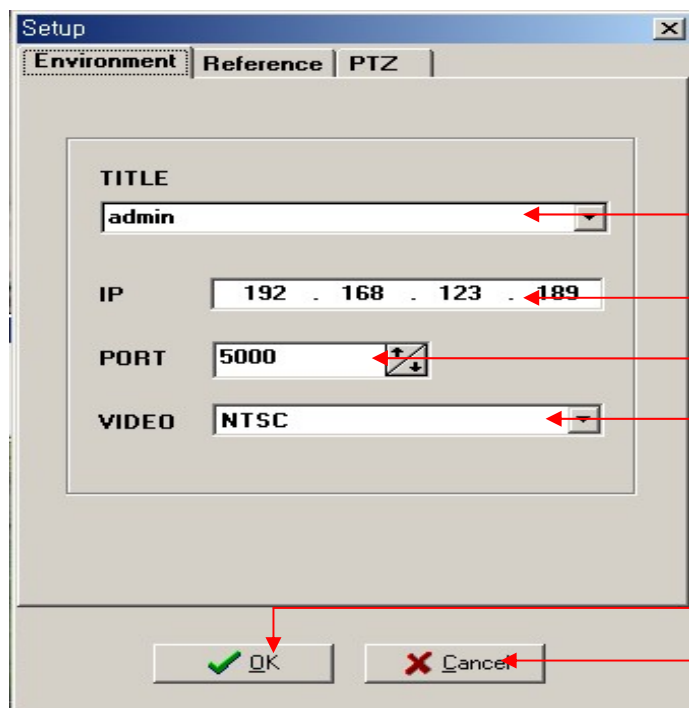 Setup
Environment Reference PTZ
TITLE
admin
IP 192 . 168 . 123 . 189
PORT 5000
VIDEO NTSC
OK Cancel